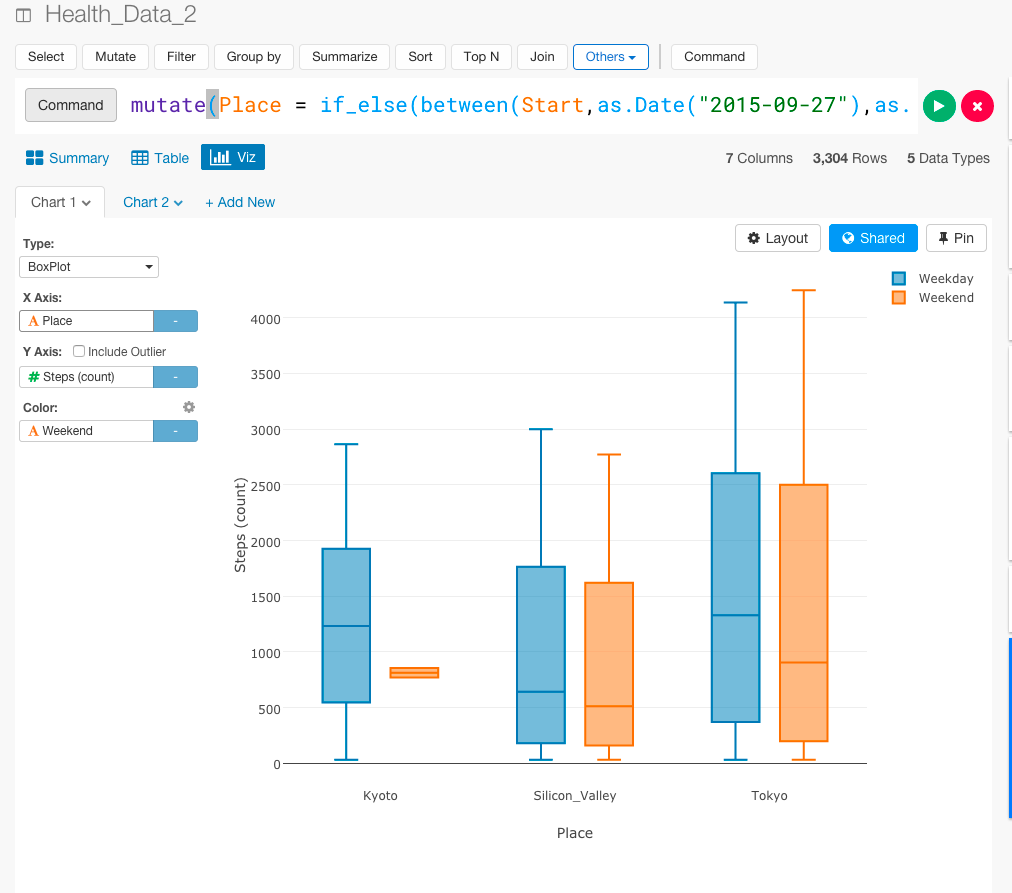 Health_Data_2
Select Mutate Filter Group by Summarize Sort Top N Join Others Command
Command mutate(Place = if_else(between(Start,as.Date("2015-09-27"),as.
Summary Table Viz 7 Columns 3,304 Rows 5 Data Types
Chart 1 Chart 2 + Add New
Layout Shared Pin
Type:
BoxPlot
X Axis:
A Place -
Y Axis: Include Outlier
# Steps (count) -
Color:
A Weekend -
Weekday
Weekend
Steps (count)
4000
3500
3000
2500
2000
1500
1000
500
0
Kyoto Silicon_Valley Tokyo
Place